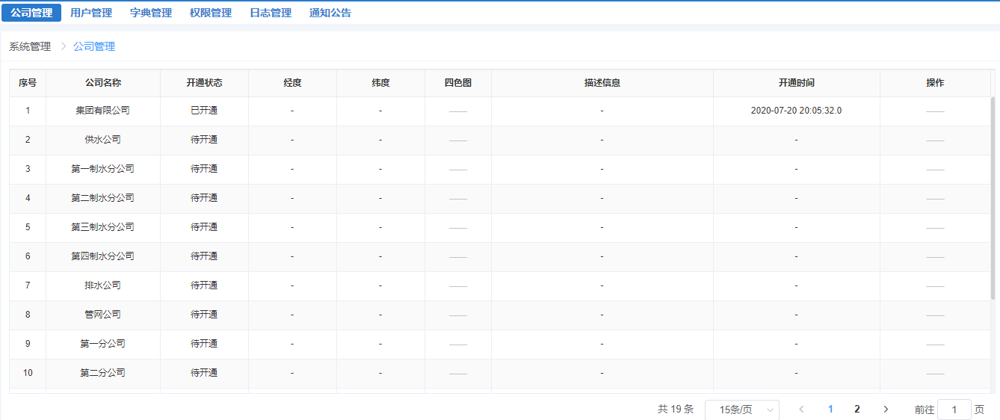 公司管理 用户管理 字典管理 权限管理 日志管理 通知公告
系统管理 > 公司管理
序号 公司名称 开通状态 经度 纬度 四色图 描述信息 开通时间 操作
1 集团有限公司 已开通 - - —— - 2020-07-20 20:05:32.0 ——
2 供水公司 待开通 - - —— - - ——
3 第一制水分公司 待开通 - - —— - - ——
4 第二制水分公司 待开通 - - —— - - ——
5 第三制水分公司 待开通 - - —— - - ——
6 第四制水分公司 待开通 - - —— - - ——
7 排水公司 待开通 - - —— - - ——
8 管网公司 待开通 - - —— - - ——
9 第一分公司 待开通 - - —— - - ——
10 第二分公司 待开通 - - —— - - ——
共 19 条 15条/页 < 1 2 > 前往 1 页